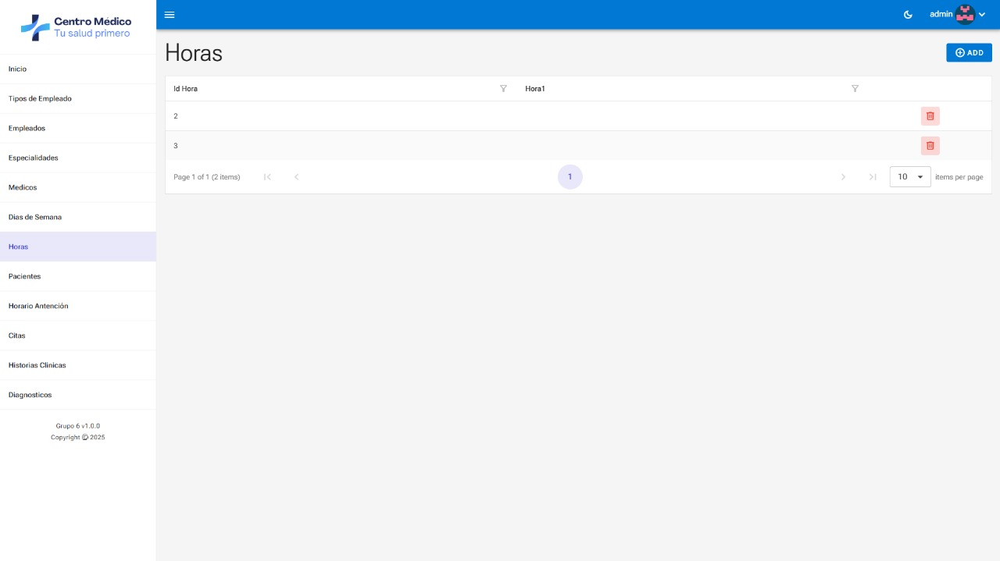 Centro Médico
Tu salud primero
admin
Inicio
Tipos de Empleado
Empleados
Especialidades
Medicos
Dias de Semana
Horas
Pacientes
Horario Antención
Citas
Historias Clinicas
Diagnosticos
Grupo 6 v1.0.0
Copyright © 2025
Horas
ADD
Id Hora Hora1
2
3
Page 1 of 1 (2 items) 1 10 items per page